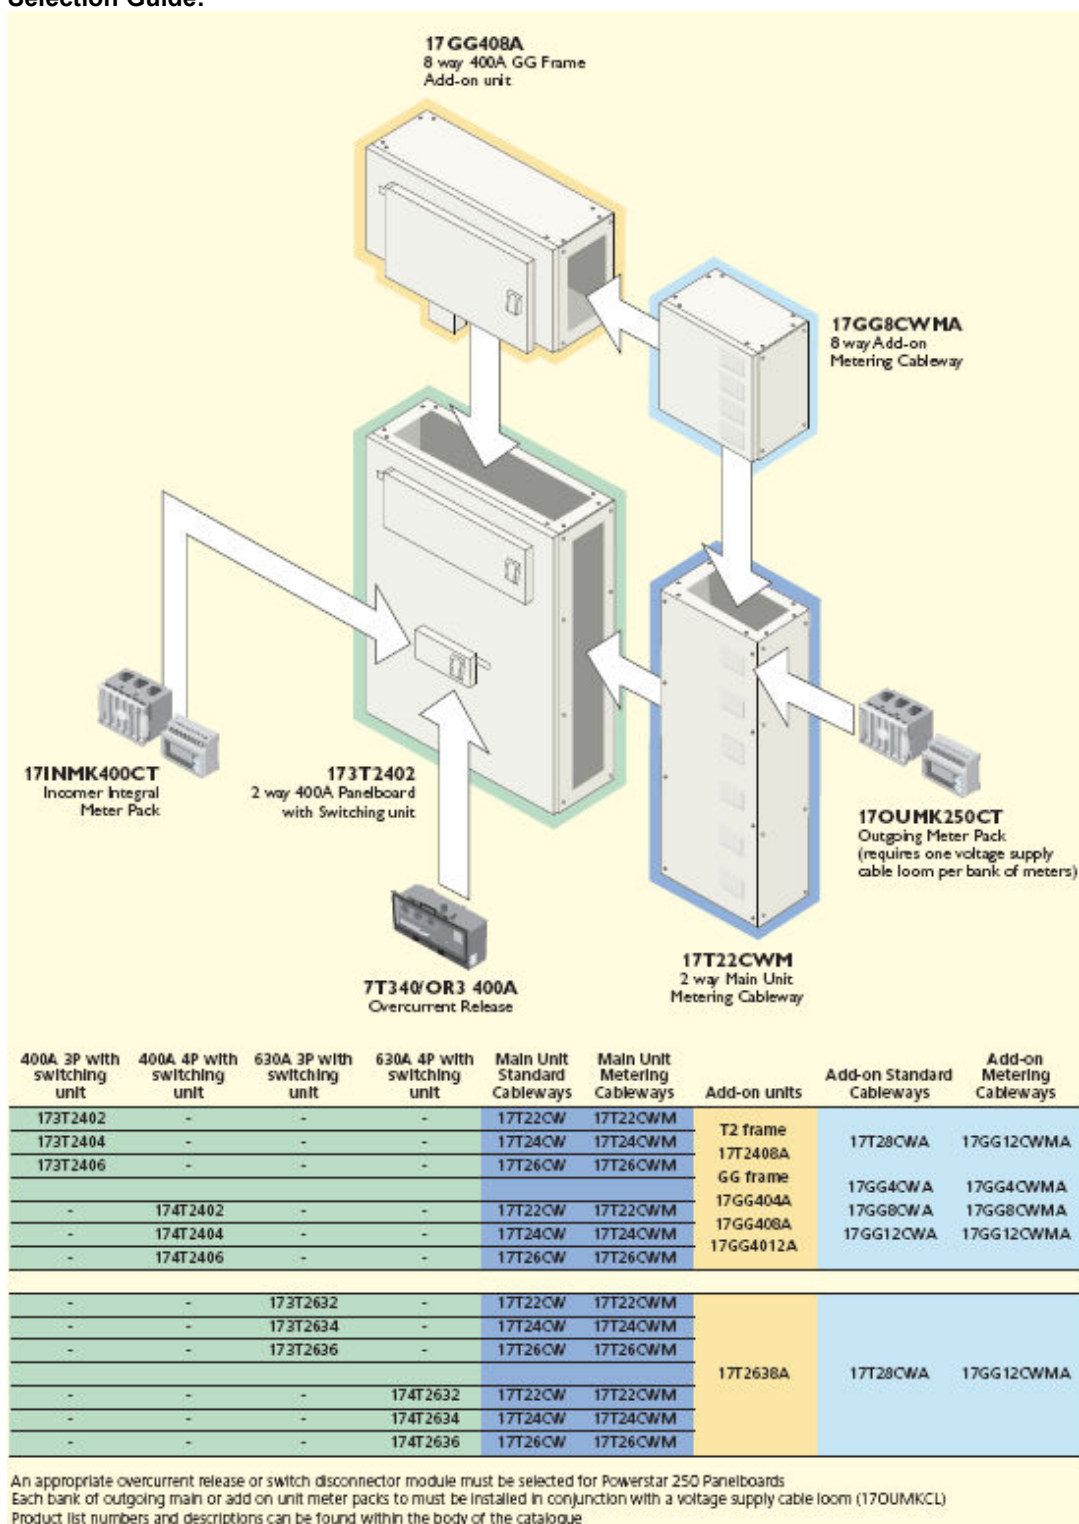 Selection Guide:
17GG408A
8 way 400A GG Frame
Add-on unit
17GG8CWMA
8 way Add-on
Metering Cableway
17INMK400CT
Incomer Integral
Meter Pack
173T2402
2 way 400A Panelboard
with Switching unit
17OUMK250CT
Outgoing Meter Pack
(requires one voltage supply
cable loom per bank of meters)
7T340/OR3 400A
Overcurrent Release
17T22CWM
2 way Main Unit
Metering Cableway
400A 3P with switching unit 400A 4P with switching unit 630A 3P with switching unit 630A 4P with switching unit Main Unit Standard Cableways Main Unit Metering Cableways Add-on units Add-on Standard Cableways Add-on Metering Cableways
173T2402 - - - 17T22CW 17T22CWM
T2 frame
173T2404 - - - 17T24CW 17T24CWM 17T28CWA 17GG12CWMA
17T2408A
173T2406 - - - 17T26CW 17T26CWM
GG frame
17GG4CWA 17GG4CWMA
17GG404A
- 174T2402 - - 17T22CW 17T22CWM 17GG8CWA 17GG8CWMA
17GG408A
- 174T2404 - - 17T24CW 17T24CWM 17GG12CWA 17GG12CWMA
17GG4012A
- 174T2406 - - 17T26CW 17T26CWM
- - 173T2632 - 17T22CW 17T22CWM
- - 173T2634 - 17T24CW 17T24CWM
- - 173T2636 - 17T26CW 17T26CWM
17T2638A 17T28CWA 17GG12CWMA
- - - 174T2632 17T22CW 17T22CWM
- - - 174T2634 17T24CW 17T24CWM
- - - 174T2636 17T26CW 17T26CWM
An appropriate overcurrent release or switch disconnector module must be selected for Powerstar 250 Panelboards
Each bank of outgoing main or add on unit meter packs to must be installed in conjunction with a voltage supply cable loom (17OUMKCL)
Product list numbers and descriptions can be found within the body of the catalogue